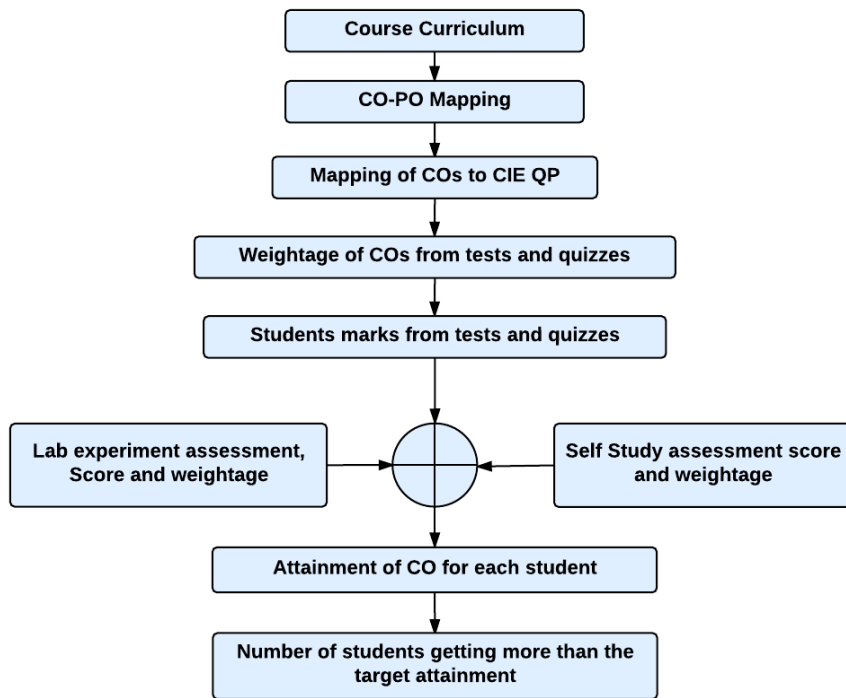 Course Curriculum
CO-PO Mapping
Mapping of COs to CIE QP
Weightage of COs from tests and quizzes
Students marks from tests and quizzes
Lab experiment assessment,
Score and weightage
Self Study assessment score
and weightage
Attainment of CO for each student
Number of students getting more than the
target attainment